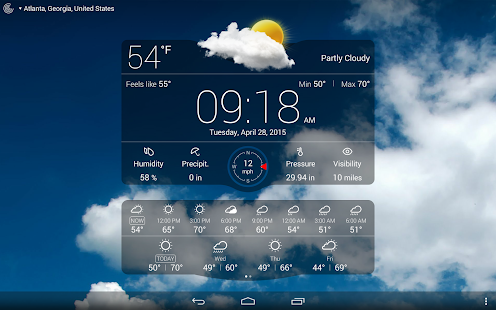 Atlanta, Georgia, United States
54°F
Partly Cloudy
Feels like 55°
Min 50° | Max 70°
09:18 AM
Tuesday, April 28, 2015
Humidity
58 %
Precipit.
0 in
N
W E
S
12
mph
Pressure
29.94 in
Visibility
10 miles
NOW 12:00 PM 3:00 PM 6:00 PM 9:00 PM 12:00 AM 3:00 AM 6:00 AM
54° 65° 70° 68° 60° 54° 51° 51°
TODAY Wed Thu Fri
50° | 70° 49° | 60° 44° | 66° 46° | 66°